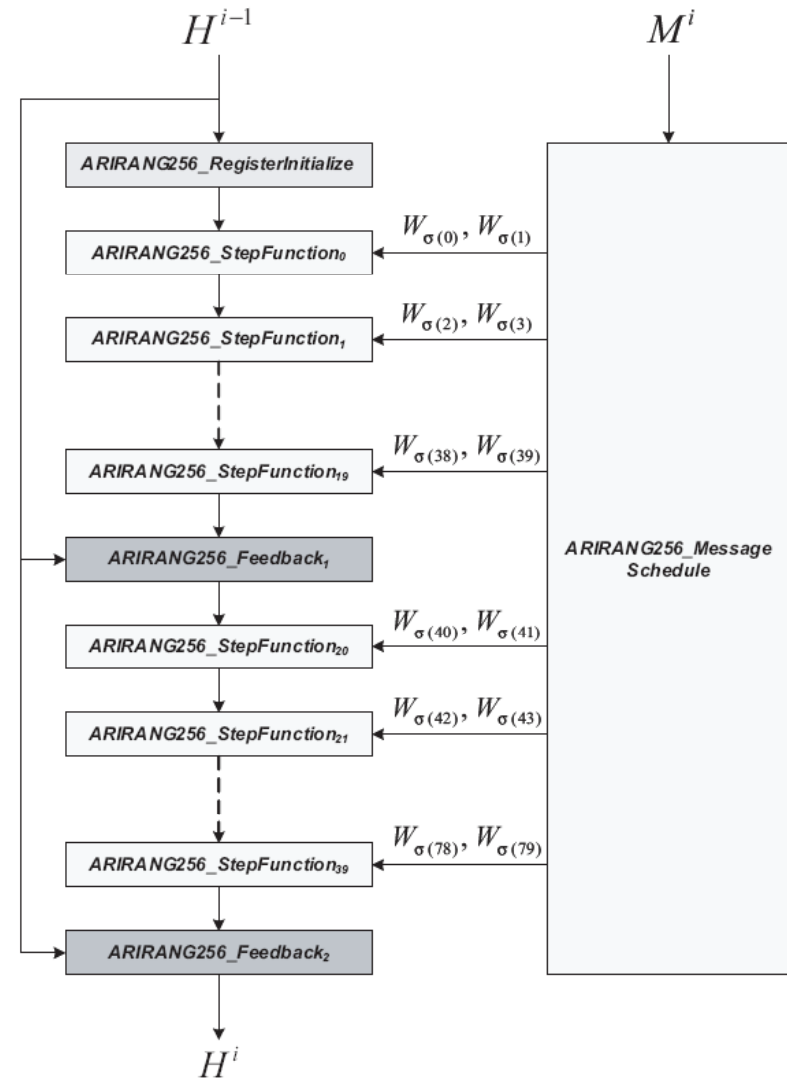 H^{i-1}
M^i
ARIRANG256_RegisterInitialize
W_{σ(0)}, W_{σ(1)}
ARIRANG256_StepFunction₀
W_{σ(2)}, W_{σ(3)}
ARIRANG256_StepFunction₁
W_{σ(38)}, W_{σ(39)}
ARIRANG256_StepFunction₁₉
ARIRANG256_Message
Schedule
ARIRANG256_Feedback₁
W_{σ(40)}, W_{σ(41)}
ARIRANG256_StepFunction₂₀
W_{σ(42)}, W_{σ(43)}
ARIRANG256_StepFunction₂₁
W_{σ(78)}, W_{σ(79)}
ARIRANG256_StepFunction₃₉
ARIRANG256_Feedback₂
H^i